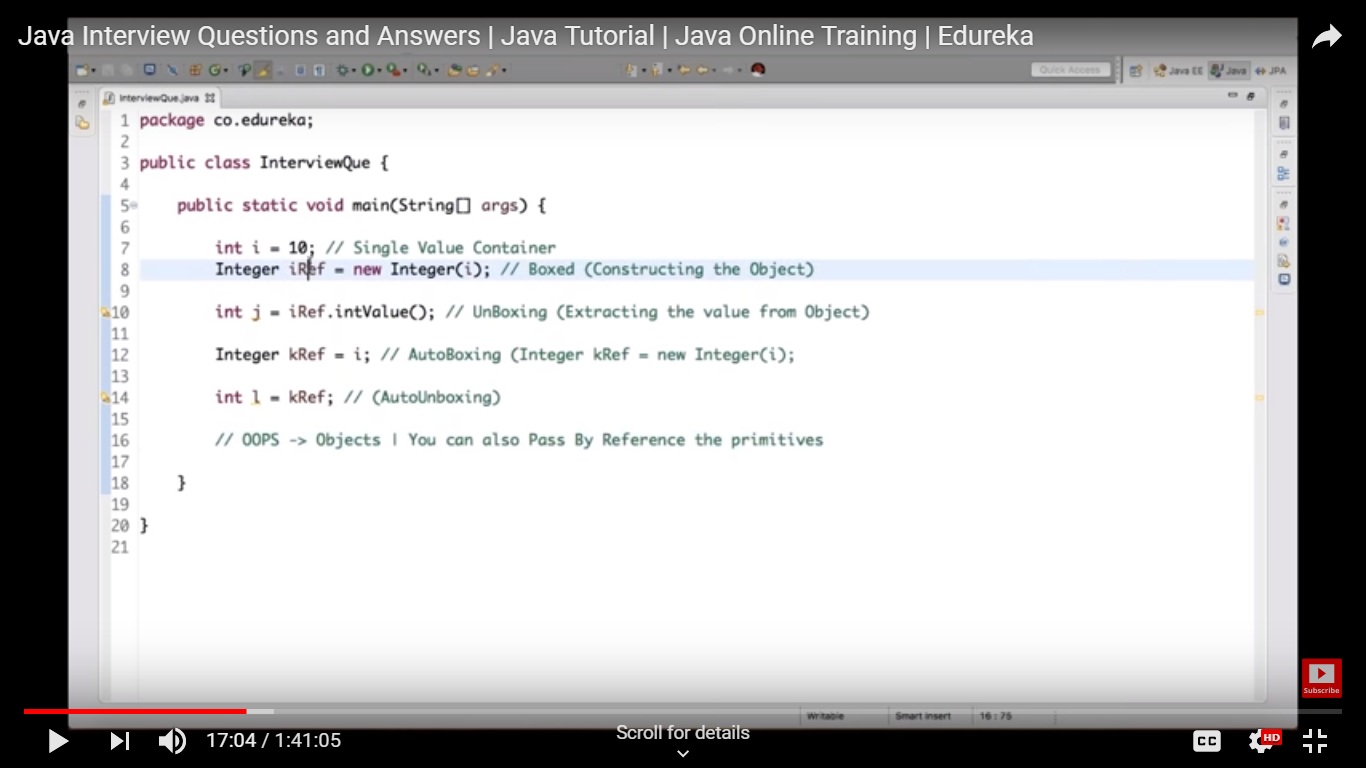 Java Interview Questions and Answers | Java Tutorial | Java Online Training | Edureka
Quick Access
Java EE
Java
JPA
InterviewQue.java
1 package co.edureka;
2
3 public class InterviewQue {
4
5 public static void main(String[] args) {
6
7 int i = 10; // Single Value Container
8 Integer iRef = new Integer(i); // Boxed (Constructing the Object)
9
10 int j = iRef.intValue(); // UnBoxing (Extracting the value from Object)
11
12 Integer kRef = i; // AutoBoxing (Integer kRef = new Integer(i);
13
14 int l = kRef; // (AutoUnboxing)
15
16 // OOPS -> Objects | You can also Pass By Reference the primitives
17
18 }
19
20 }
21
Subscribe
Writable
Smart Insert
16 : 75
17:04 / 1:41:05
Scroll for details
CC
HD